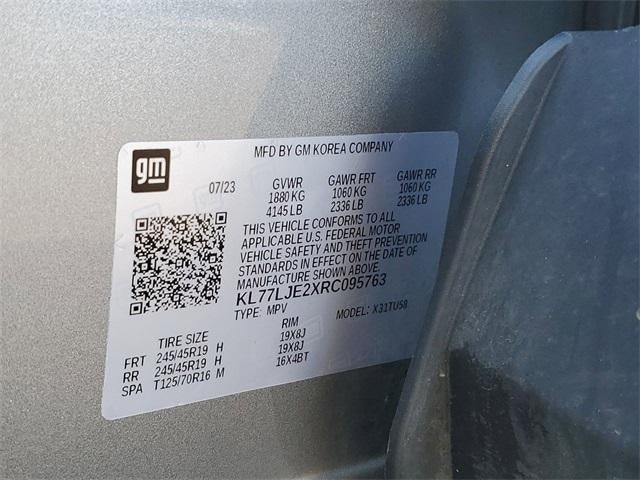 MFD BY GM KOREA COMPANY
gm
07/23 GVWR GAWR FRT GAWR RR
1880 KG 1060 KG 1060 KG
4145 LB 2336 LB 2336 LB
THIS VEHICLE CONFORMS TO ALL
APPLICABLE U.S. FEDERAL MOTOR
VEHICLE SAFETY AND THEFT PREVENTION
STANDARDS IN EFFECT ON THE DATE OF
MANUFACTURE SHOWN ABOVE.
KL77LJE2XRC095763
TYPE: MPV MODEL: X31TU58
TIRE SIZE RIM
FRT 245/45R19 H 19X8J
RR 245/45R19 H 19X8J
SPA T125/70R16 M 16X4BT